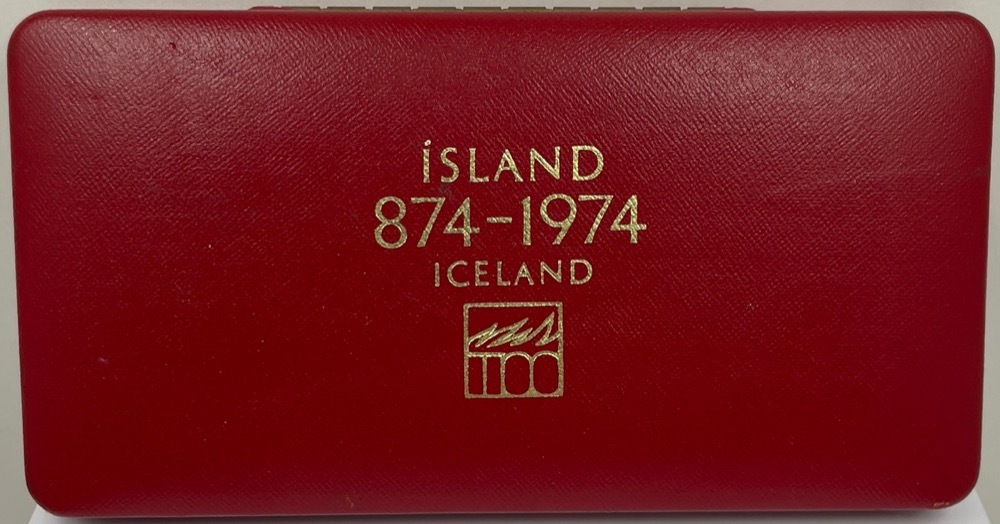 ÍSLAND
874-1974
ICELAND
1100